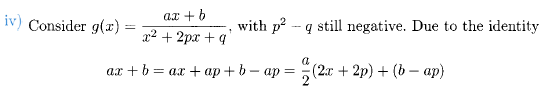 iv) Consider g(x) = (ax + b)/(x² + 2px + q), with p² − q still negative. Due to the identity
ax + b = ax + ap + b − ap = a/2 (2x + 2p) + (b − ap)